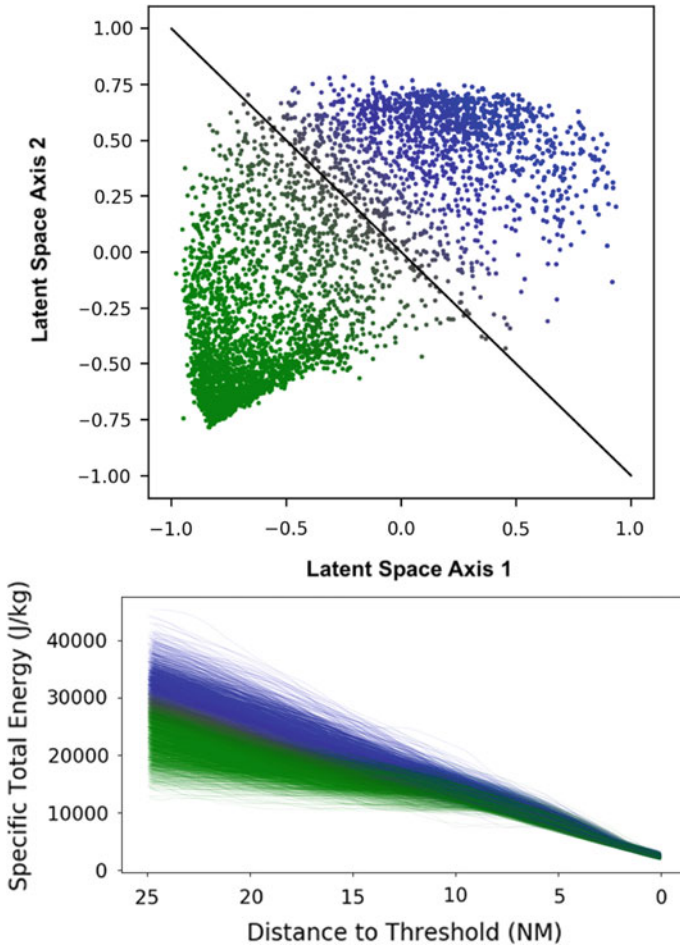 1.00
0.75
0.50
0.25
0.00
−0.25
−0.50
−0.75
−1.00
Latent Space Axis 2
−1.0 −0.5 0.0 0.5 1.0
Latent Space Axis 1
40000
30000
20000
10000
0
Specific Total Energy (J/kg)
25 20 15 10 5 0
Distance to Threshold (NM)